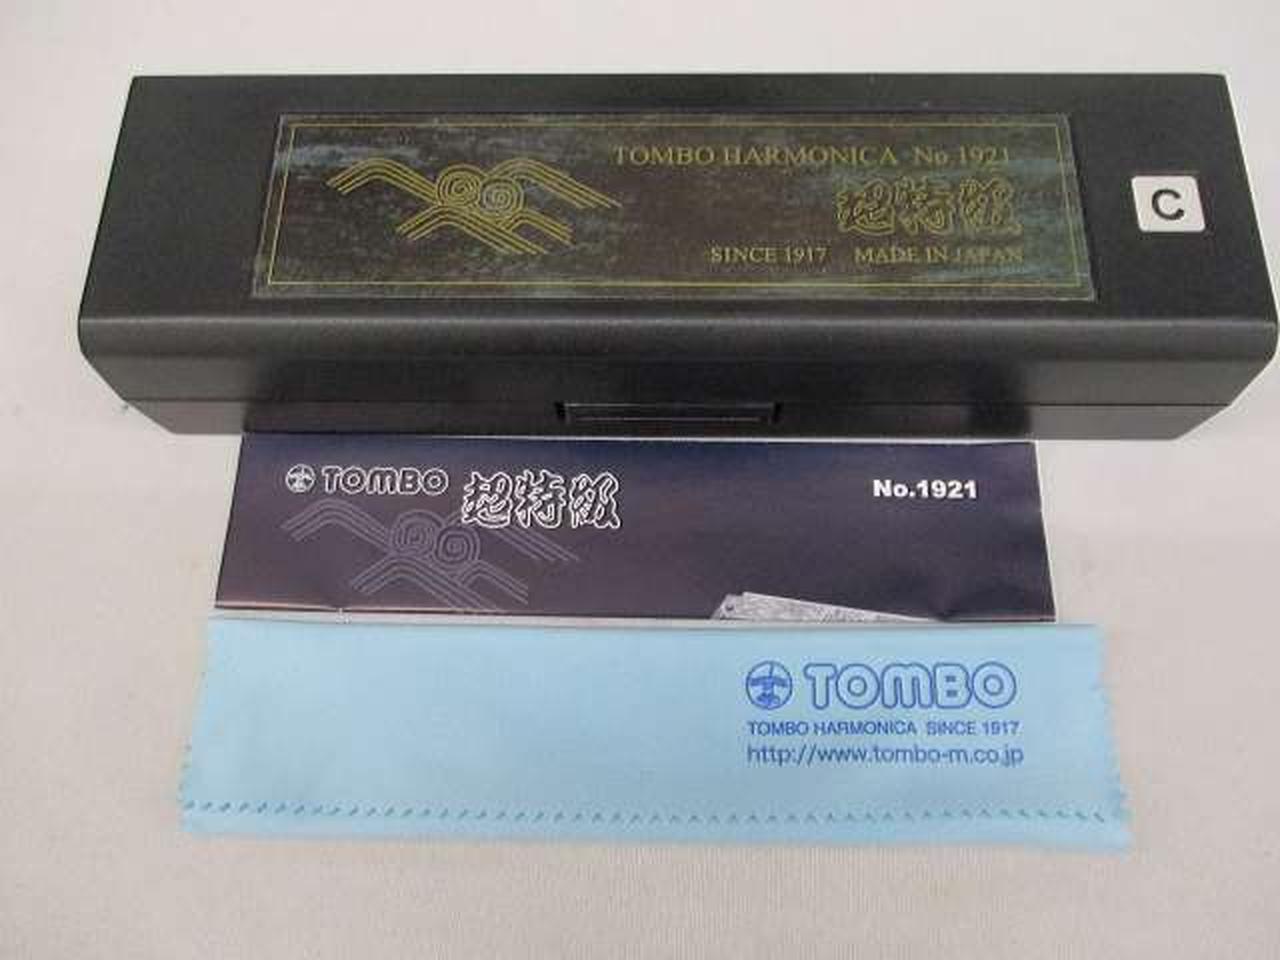 TOMBO HARMONICA No 1921
超特級
SINCE 1917 MADE IN JAPAN
C
TOMBO 超特級
No.1921
TOMBO
TOMBO HARMONICA SINCE 1917
http://www.tombo-m.co.jp